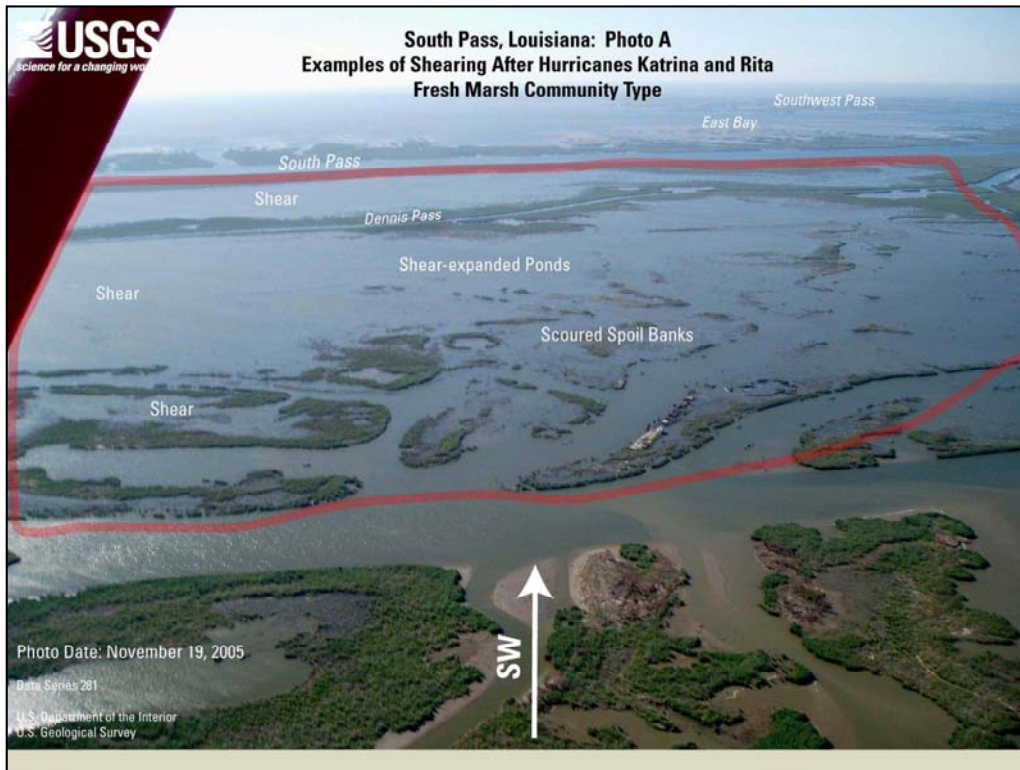 USGS
science for a changing wo
South Pass, Louisiana: Photo A
Examples of Shearing After Hurricanes Katrina and Rita
Fresh Marsh Community Type
Southwest Pass
East Bay
South Pass
Shear
Dennis Pass
Shear-expanded Ponds
Shear
Scoured Spoil Banks
Shear
SW
Photo Date: November 19, 2005
Data Series 281
U.S. Department of the Interior
U.S. Geological Survey